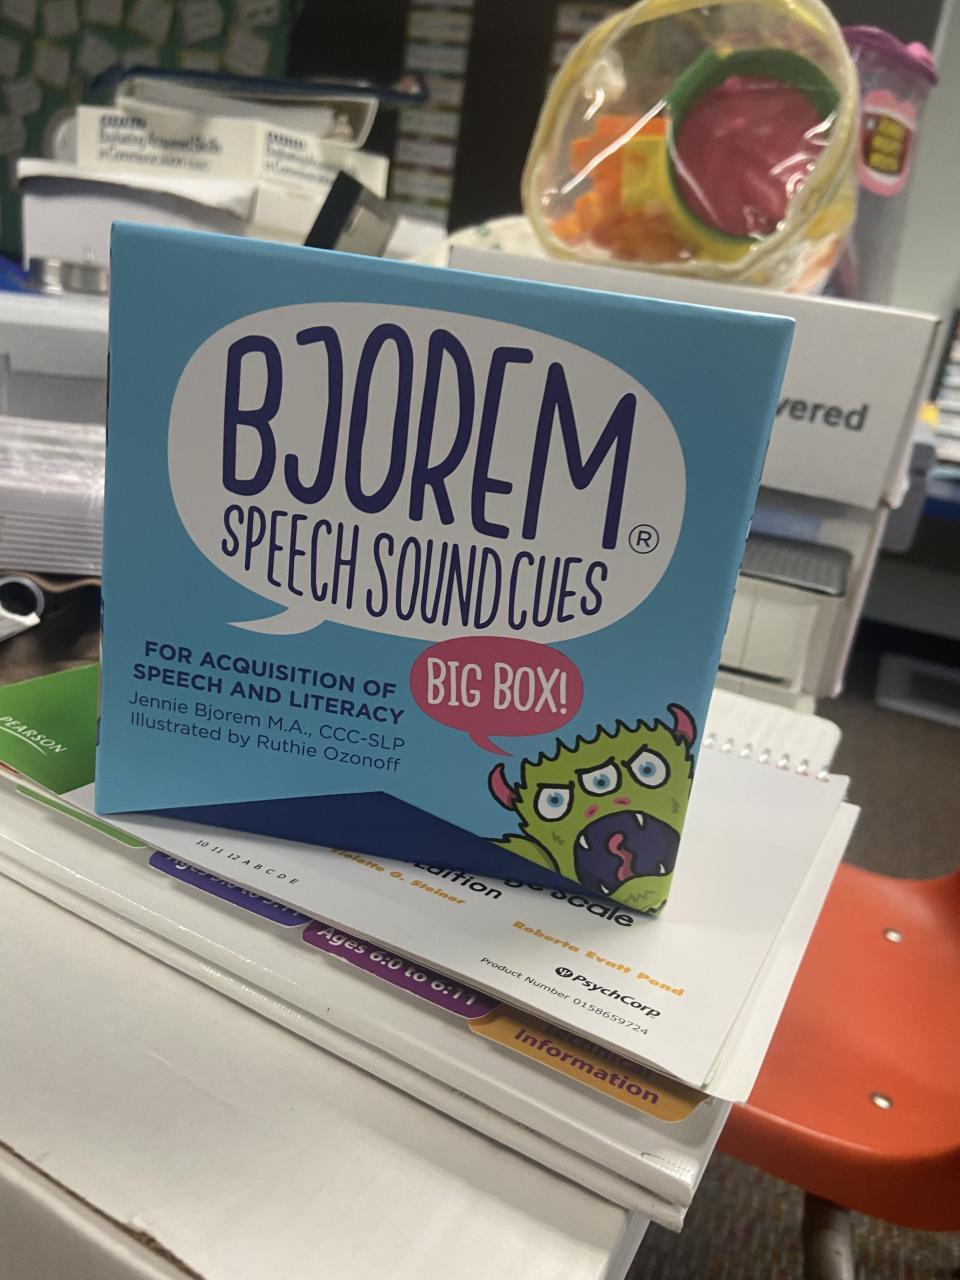 BJOREM
®
SPEECH SOUND CUES
BIG BOX!
FOR ACQUISITION OF
SPEECH AND LITERACY
Jennie Bjorem M.A., CCC-SLP
Illustrated by Ruthie Ozonoff
vered
PEARSON
10 11 12 A B C D E
Edition
ge Scale
Violette G. Steiner
Roberta Evatt Pond
PsychCorp
Product Number 0158659724
Ages 6:0 to 6:11
Technical
Information